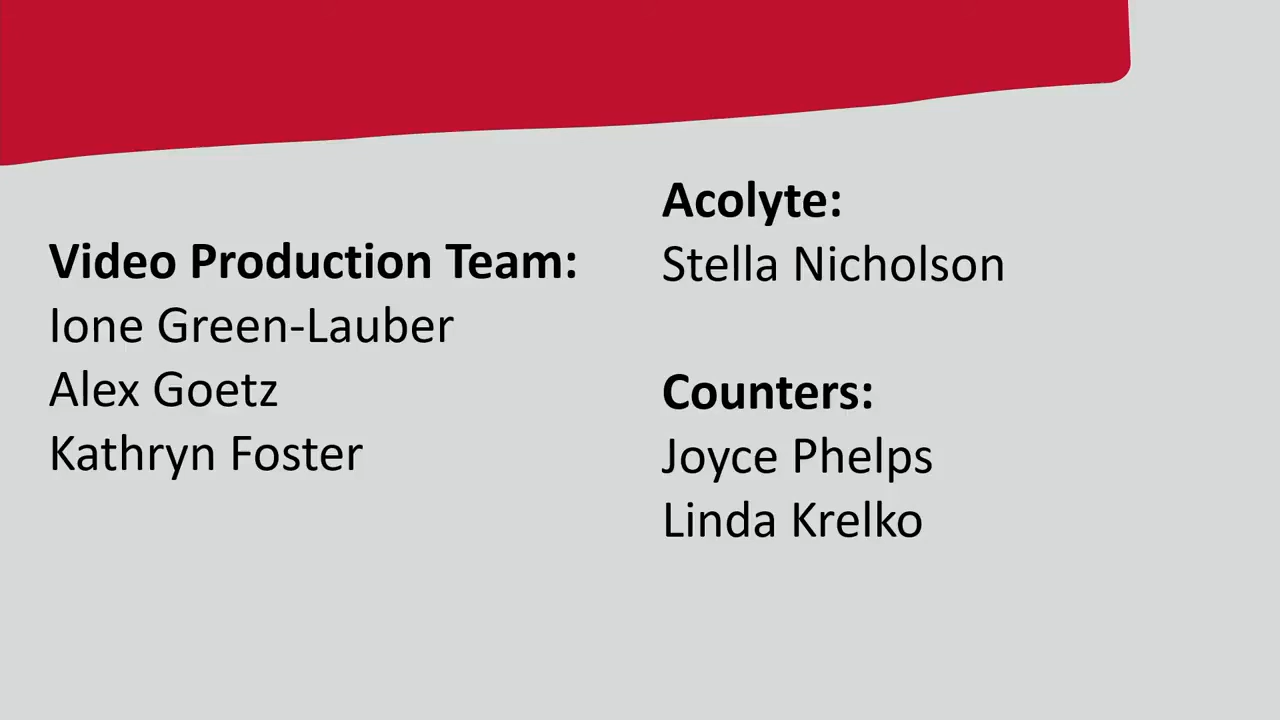 Video Production Team:
Ione Green-Lauber
Alex Goetz
Kathryn Foster
Acolyte:
Stella Nicholson
Counters:
Joyce Phelps
Linda Krelko